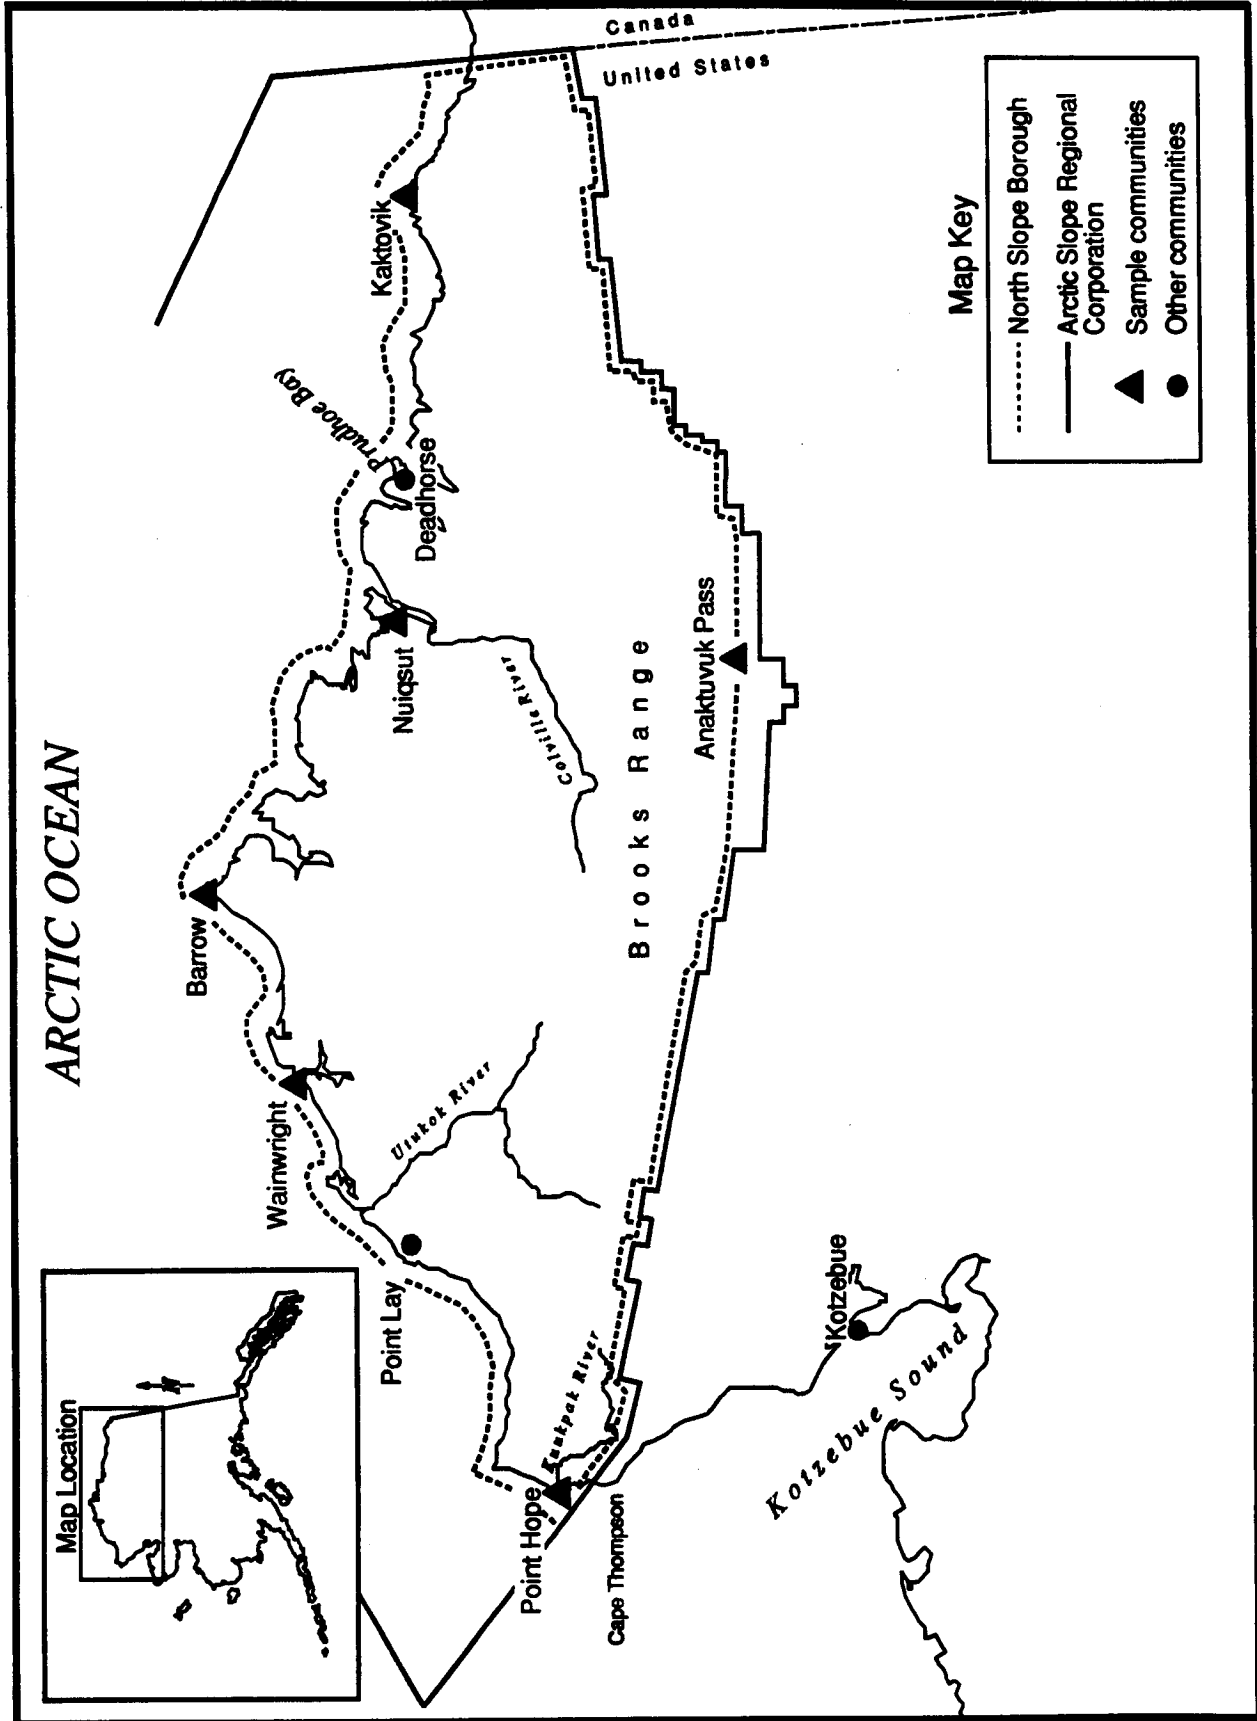 ARCTIC OCEAN
Map Location
N
Canada
United States
Barrow
Wainwright
Point Lay
Point Hope
Cape Thompson
Kuukpak River
Utukok River
Nuiqsut
Colville River
Prudhoe Bay
Deadhorse
Kaktovik
Brooks Range
Anaktuvuk Pass
Kotzebue
Kotzebue Sound
Map Key
North Slope Borough
Arctic Slope Regional
Corporation
Sample communities
Other communities